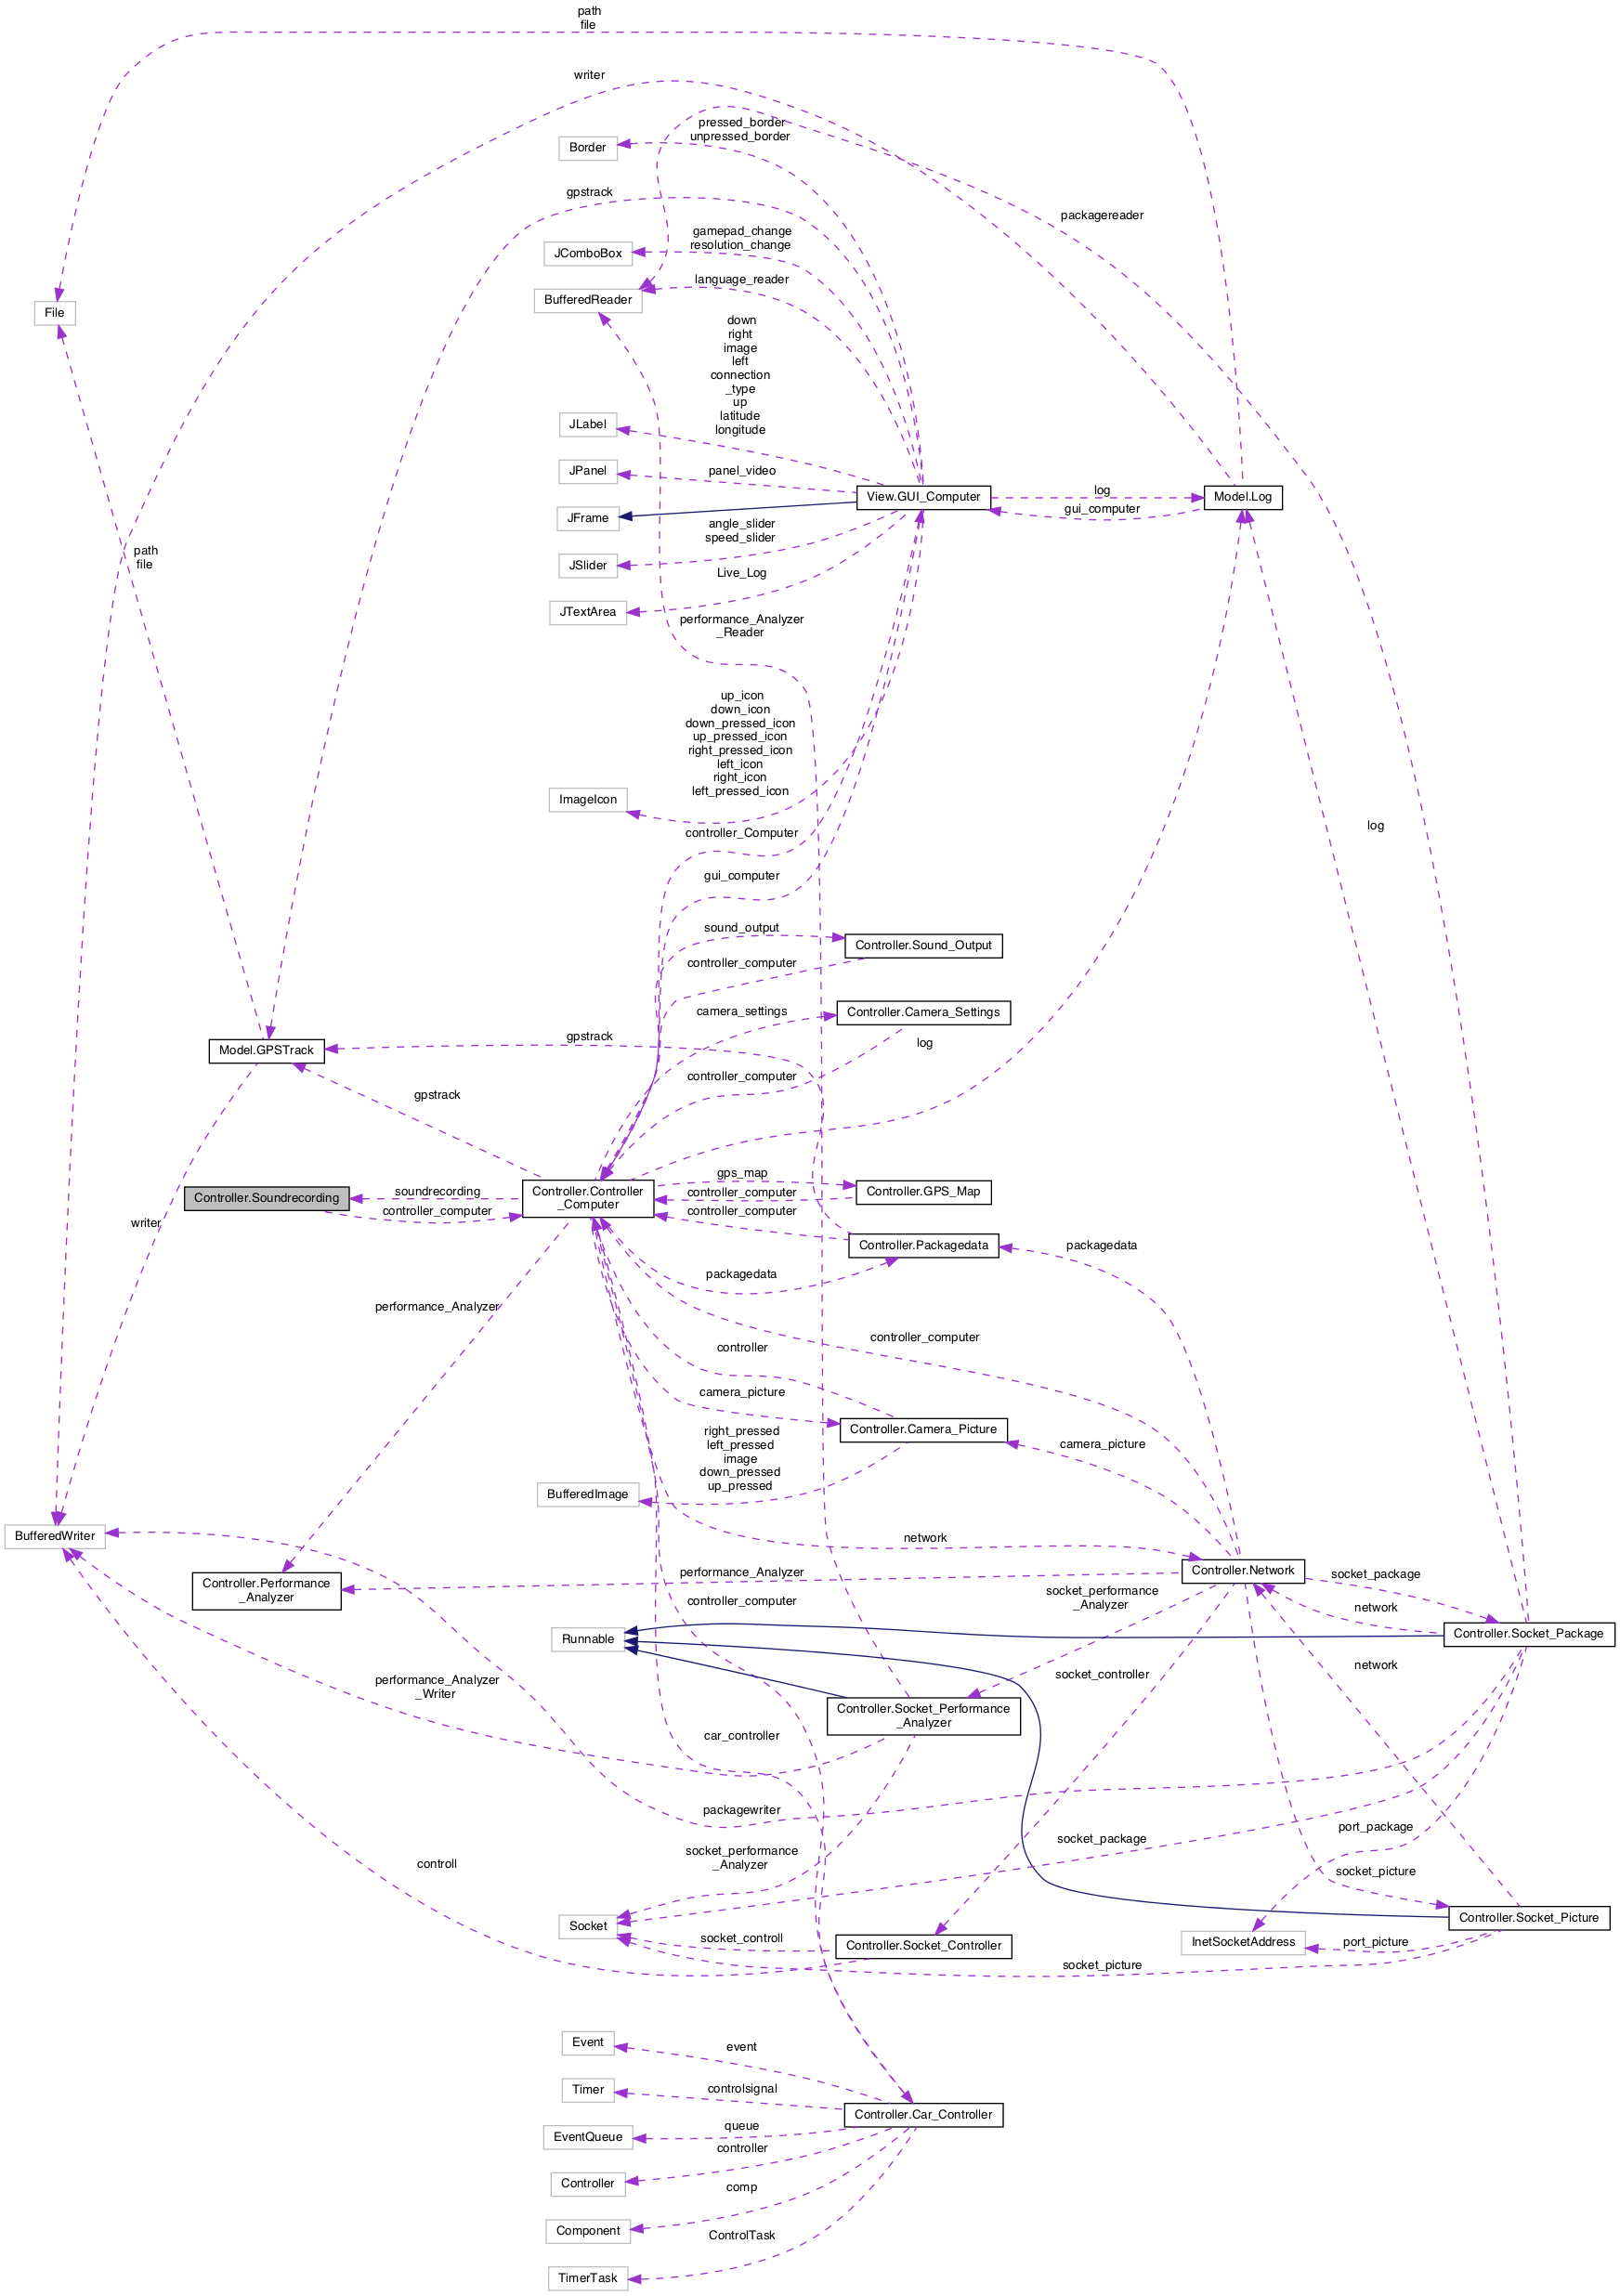 path
file
writer
pressed_border
unpressed_border
Border
gpstrack
packagereader
gamepad_change
resolution_change
JComboBox
language_reader
BufferedReader
File
down
right
image
left
connection
_type
up
latitude
longitude
JLabel
panel_video
JPanel
View.GUI_Computer
log
Model.Log
gui_computer
JFrame
angle_slider
speed_slider
JSlider
path
file
Live_Log
JTextArea
performance_Analyzer
_Reader
up_icon
down_icon
down_pressed_icon
up_pressed_icon
right_pressed_icon
left_icon
right_icon
left_pressed_icon
ImageIcon
log
controller_Computer
gui_computer
sound_output
Controller.Sound_Output
controller_computer
camera_settings
Controller.Camera_Settings
gpstrack
log
Model.GPSTrack
controller_computer
gpstrack
gps_map
soundrecording
Controller.Controller
_Computer
Controller.Soundrecording
controller_computer
Controller.GPS_Map
controller_computer
controller_computer
writer
Controller.Packagedata
packagedata
packagedata
performance_Analyzer
controller_computer
controller
camera_picture
Controller.Camera_Picture
right_pressed
left_pressed
image
down_pressed
up_pressed
camera_picture
BufferedImage
BufferedWriter
network
Controller.Network
performance_Analyzer
socket_package
Controller.Performance
_Analyzer
socket_performance
_Analyzer
controller_computer
network
Controller.Socket_Package
Runnable
network
socket_controller
performance_Analyzer
_Writer
Controller.Socket_Performance
_Analyzer
car_controller
packagewriter
port_package
socket_package
socket_performance
_Analyzer
controll
socket_picture
Socket
Controller.Socket_Picture
socket_controll
Controller.Socket_Controller
InetSocketAddress
port_picture
socket_picture
Event
event
Timer
controlsignal
Controller.Car_Controller
queue
EventQueue
controller
Controller
comp
Component
ControlTask
TimerTask